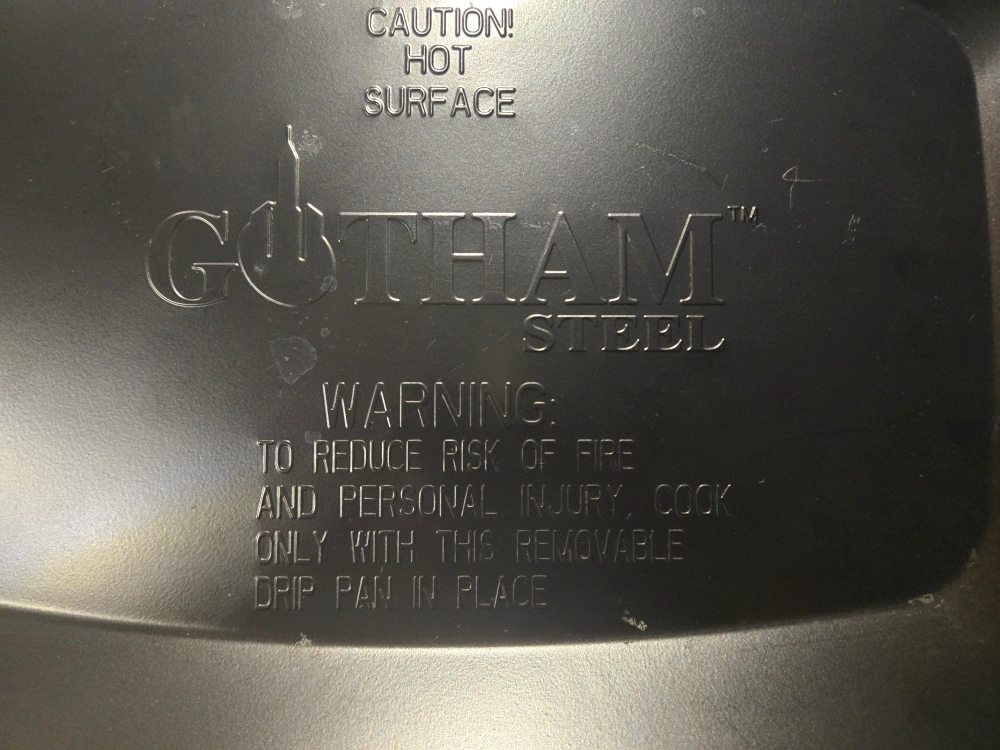 CAUTION!
HOT
SURFACE
GOTHAM™
STEEL
WARNING:
TO REDUCE RISK OF FIRE
AND PERSONAL INJURY, COOK
ONLY WITH THIS REMOVABLE
DRIP PAN IN PLACE